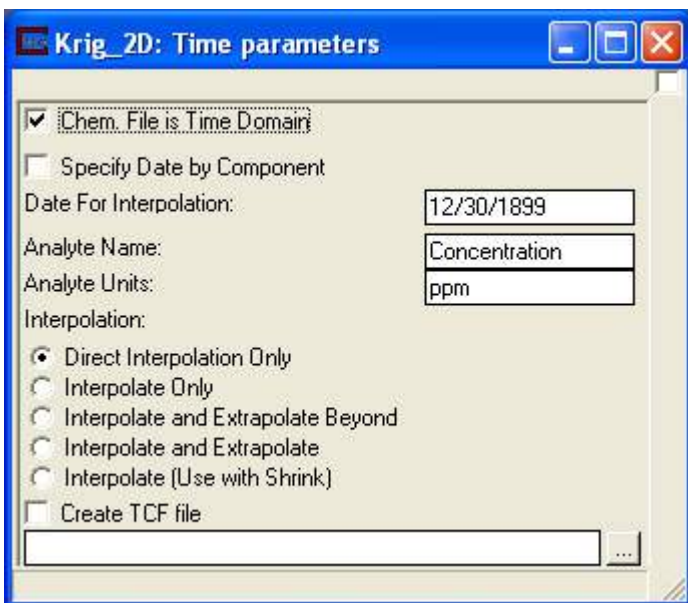 Krig_2D: Time parameters
Chem. File is Time Domain
Specify Date by Component
Date For Interpolation: 12/30/1899
Analyte Name: Concentration
Analyte Units: ppm
Interpolation:
Direct Interpolation Only
Interpolate Only
Interpolate and Extrapolate Beyond
Interpolate and Extrapolate
Interpolate (Use with Shrink)
Create TCF file
...